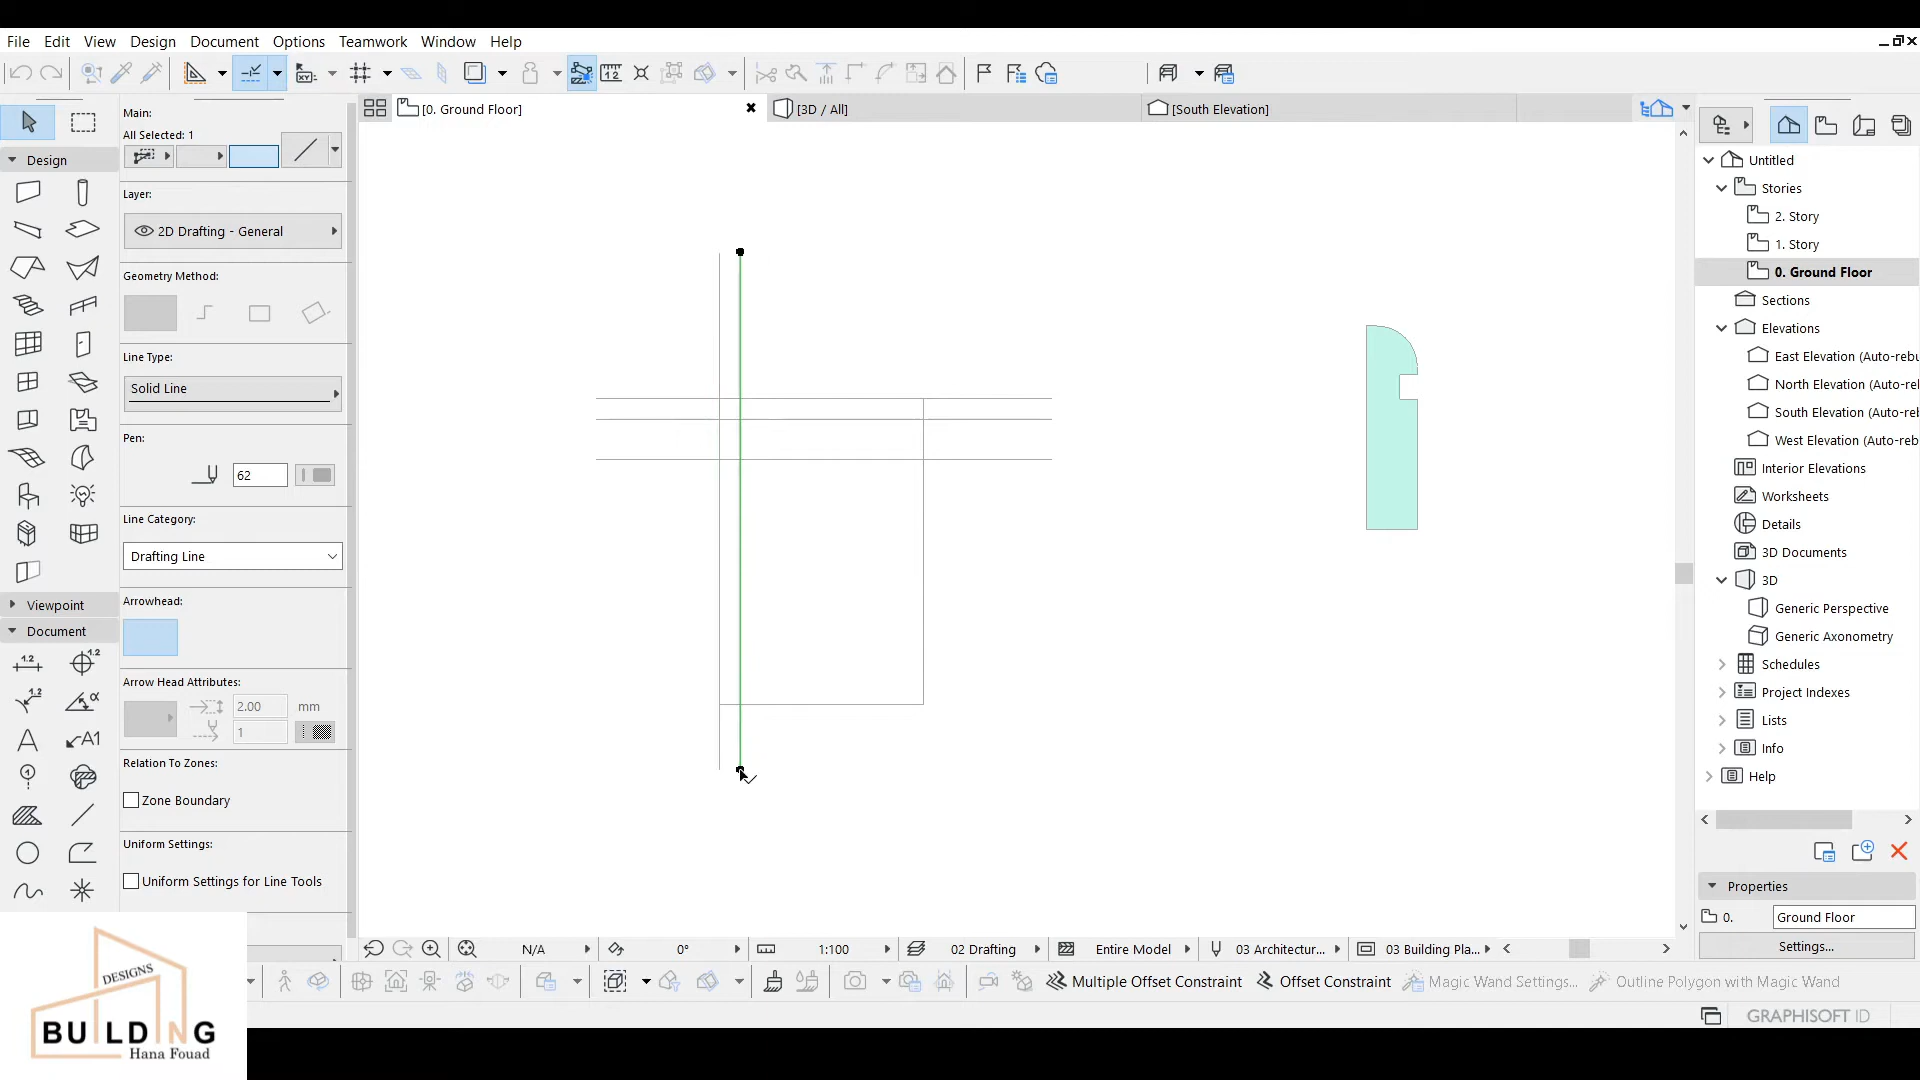 File Edit View Design Document Options Teamwork Window Help
[0. Ground Floor]
[3D / All]
[South Elevation]
Main:
All Selected: 1
Design
Layer:
2D Drafting - General
Geometry Method:
Line Type:
Solid Line
Pen:
62
Line Category:
Drafting Line
Arrowhead:
Viewpoint
Document
Arrow Head Attributes:
2.00 mm
1
Relation To Zones:
Zone Boundary
Uniform Settings:
Uniform Settings for Line Tools
Untitled
Stories
2. Story
1. Story
0. Ground Floor
Sections
Elevations
East Elevation (Auto-rebu
North Elevation (Auto-re
South Elevation (Auto-re
West Elevation (Auto-reb
Interior Elevations
Worksheets
Details
3D Documents
3D
Generic Perspective
Generic Axonometry
Schedules
Project Indexes
Lists
Info
Help
Properties
0. Ground Floor
Settings...
N/A 0° 1:100 02 Drafting Entire Model 03 Architectur... 03 Building Pla...
Multiple Offset Constraint Offset Constraint Magic Wand Settings... Outline Polygon with Magic Wand
GRAPHISOFT ID
DESIGNS
BUILDING
Hana Fouad